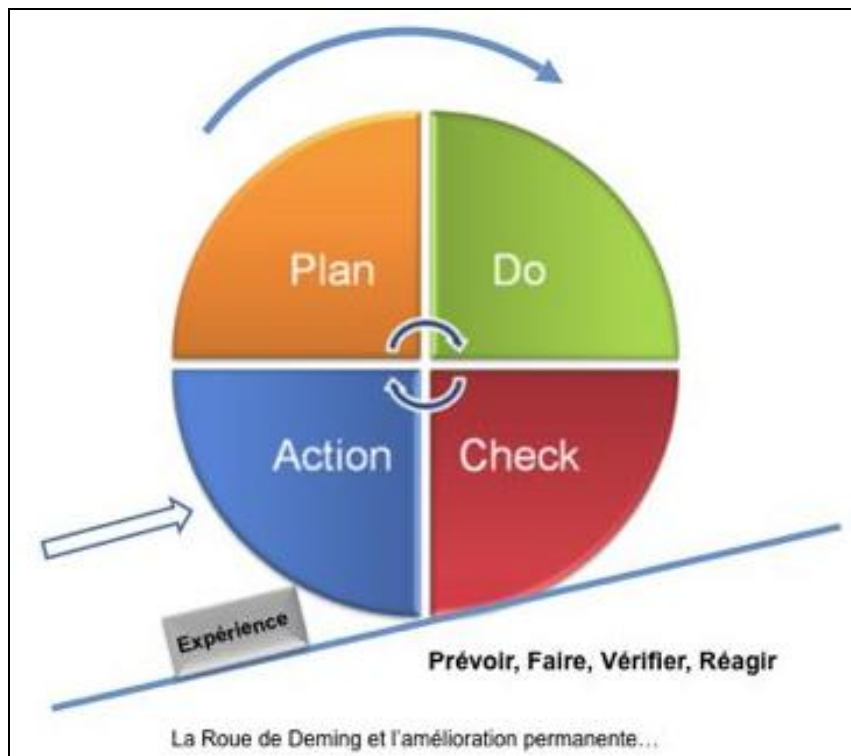 Plan
Do
Action
Check
Expérience
Prévoir, Faire, Vérifier, Réagir
La Roue de Deming et l'amélioration permanente…